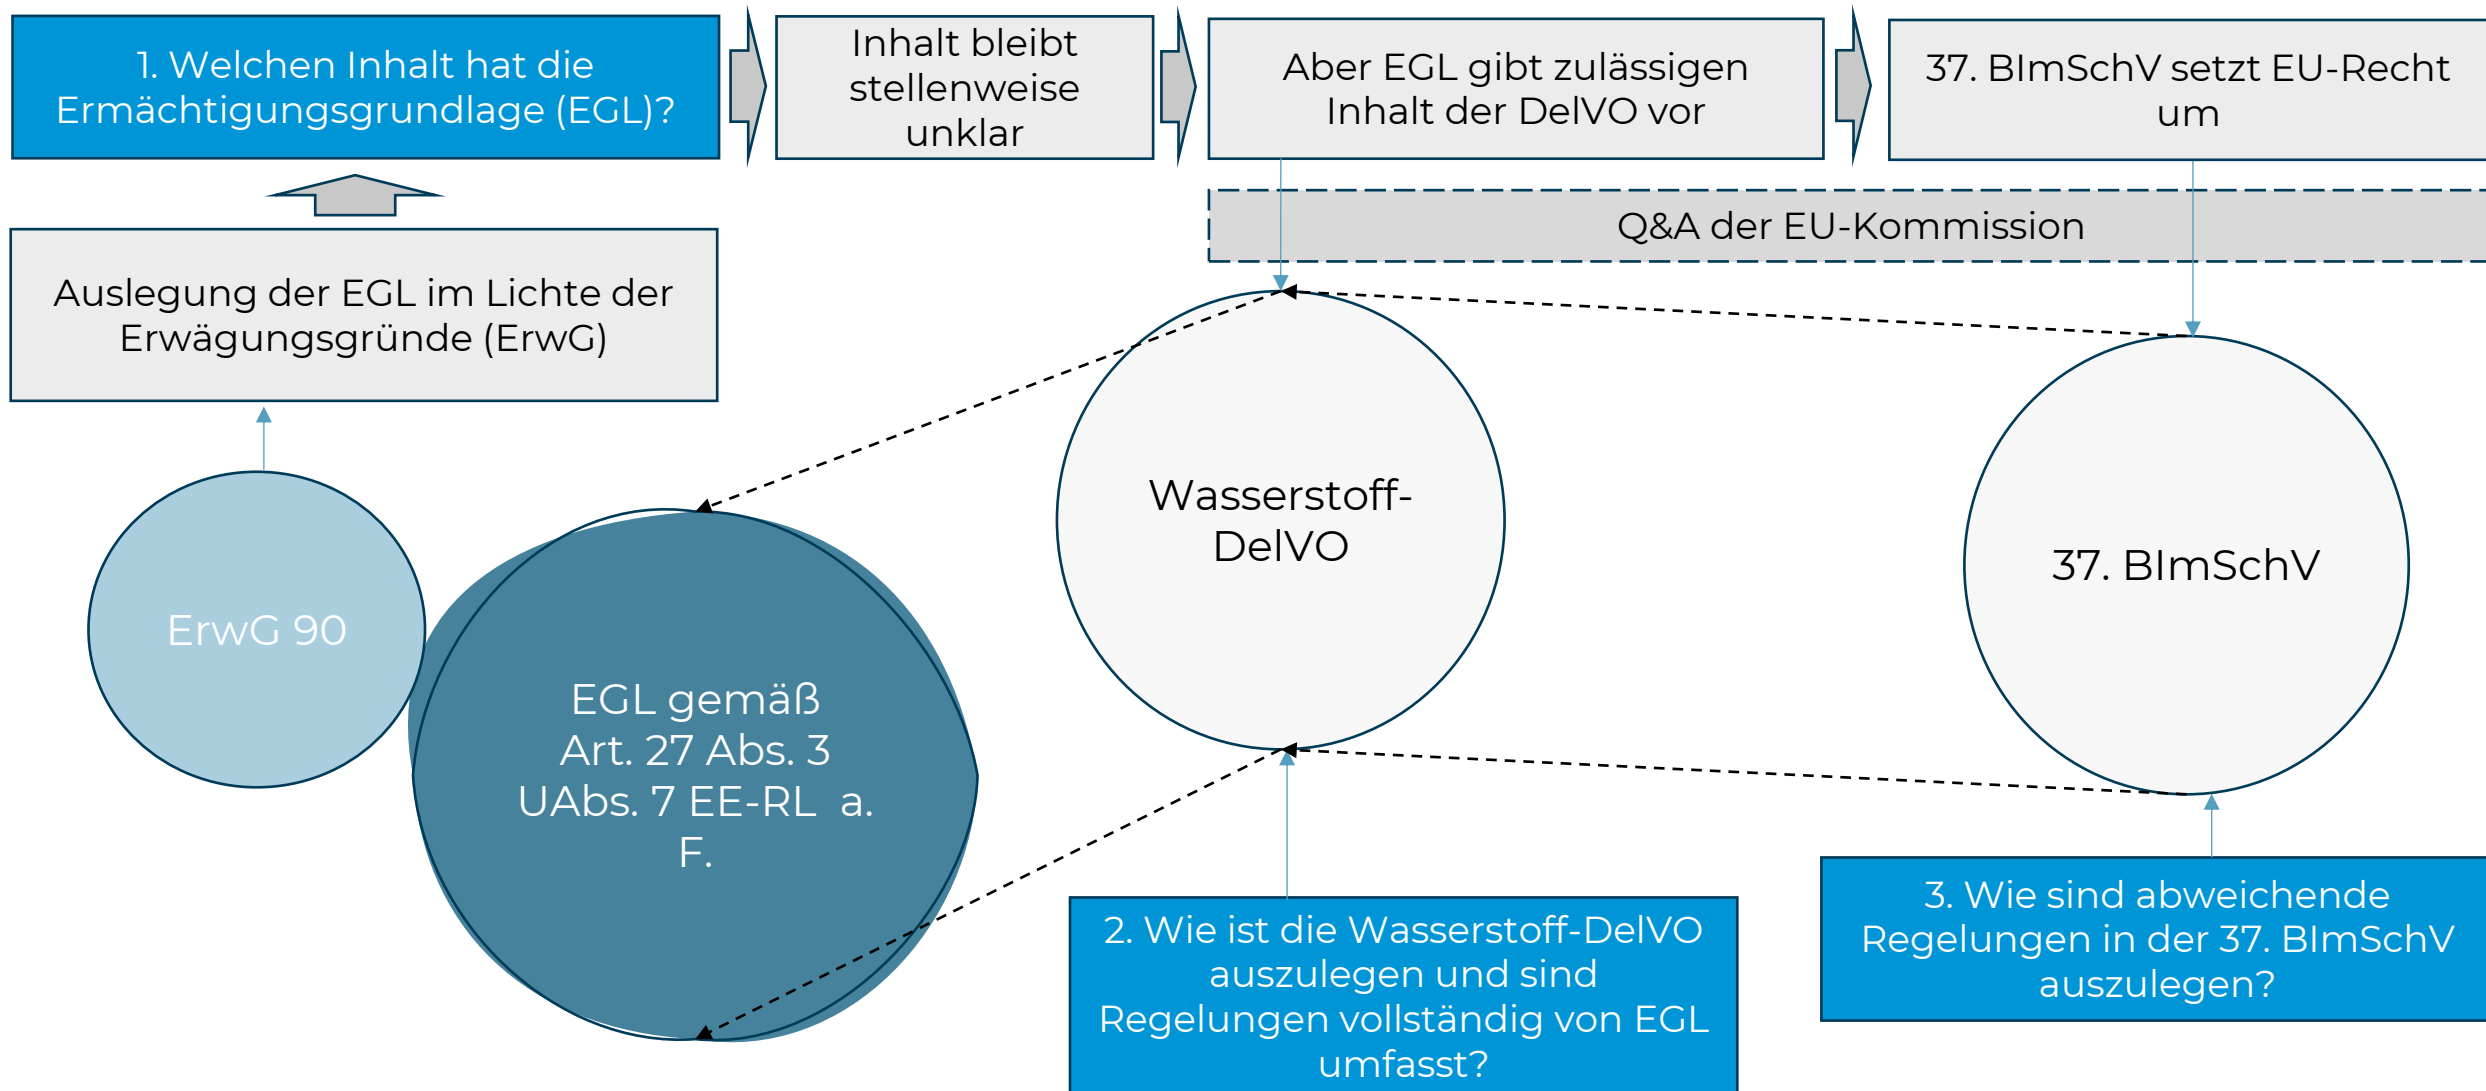 1. Welchen Inhalt hat die
Ermächtigungsgrundlage (EGL)?
Inhalt bleibt
stellenweise
unklar
Aber EGL gibt zulässigen
Inhalt der DelVO vor
37. BImSchV setzt EU-Recht
um
Q&A der EU-Kommission
Auslegung der EGL im Lichte der
Erwägungsgründe (ErwG)
ErwG 90
EGL gemäß
Art. 27 Abs. 3
UAbs. 7 EE-RL a.
F.
Wasserstoff-
DelVO
37. BImSchV
2. Wie ist die Wasserstoff-DelVO
auszulegen und sind
Regelungen vollständig von EGL
umfasst?
3. Wie sind abweichende
Regelungen in der 37. BImSchV
auszulegen?